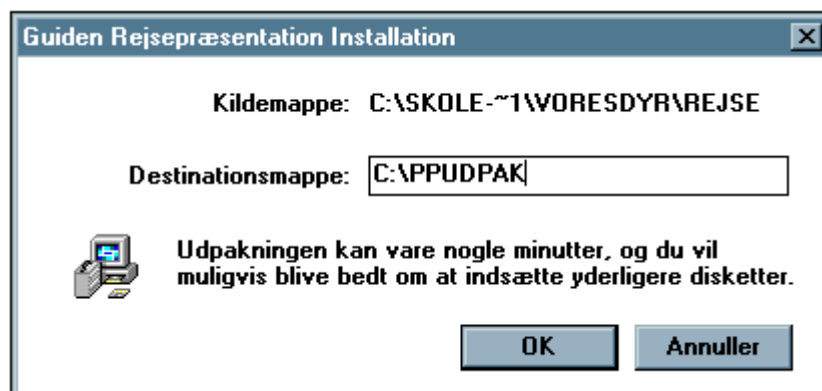 Guiden Rejsepræsentation Installation
Kildemappe: C:\SKOLE-~1\VORESDYR\REJSE
Destinationsmappe: C:\PPUDPAK
Udpakningen kan vare nogle minutter, og du vil
muligvis blive bedt om at indsætte yderligere disketter.
OK Annuller